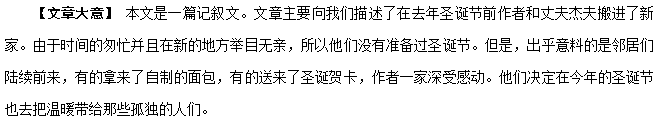 【文章大意】 本文是一篇记叙文。文章主要向我们描述了在去年圣诞节前作者和丈夫杰夫搬进了新
家。由于时间的匆忙并且在新的地方举目无亲，所以他们没有准备过圣诞节。但是，出乎意料的是邻居们
陆续前来，有的拿来了自制的面包，有的送来了圣诞贺卡，作者一家深受感动。他们决定在今年的圣诞节
也去把温暖带给那些孤独的人们。